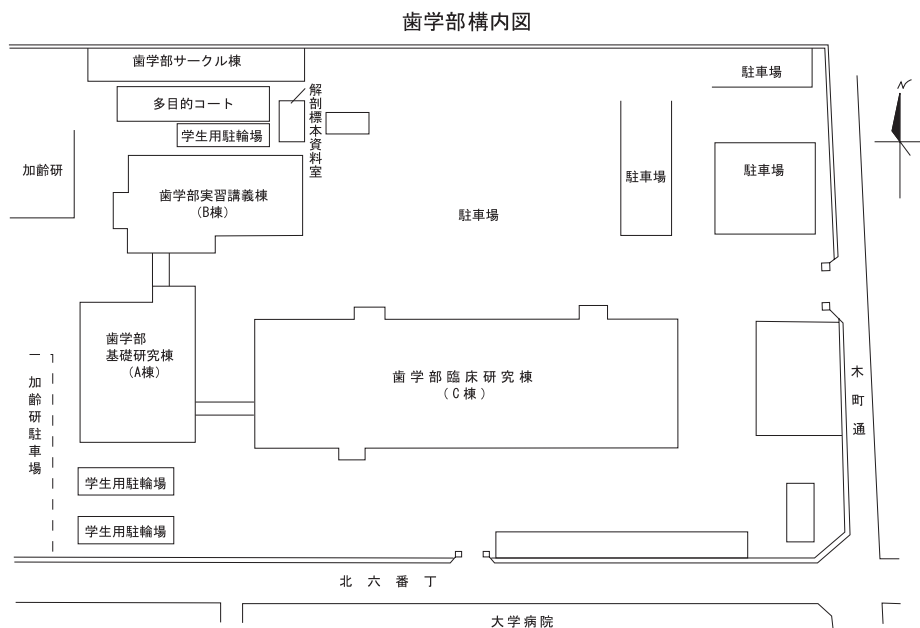 歯学部構内図
歯学部サークル棟
駐車場
多目的コート
解剖標本資料室
学生用駐輪場
N
加齢研
歯学部実習講義棟
(B棟)
駐車場
駐車場
駐車場
歯学部
基礎研究棟
(A棟)
歯学部臨床研究棟
(C棟)
加齢研駐車場
木町通
学生用駐輪場
学生用駐輪場
北六番丁
大学病院